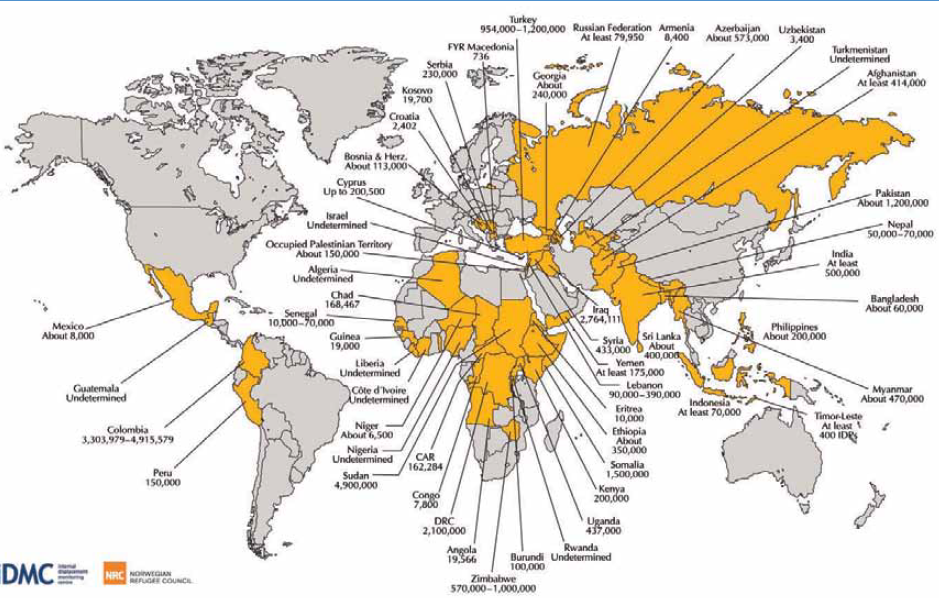 Turkey
954,000–1,200,000
Russian Federation
At least 79,950
Armenia
8,400
Azerbaijan
About 573,000
Uzbekistan
3,400
Turkmenistan
Undetermined
Afghanistan
At least 414,000
FYR Macedonia
736
Serbia
230,000
Georgia
About
240,000
Kosovo
19,700
Croatia
2,402
Bosnia & Herz.
About 113,000
Cyprus
Up to 200,500
Israel
Undetermined
Occupied Palestinian Territory
About 150,000
Algeria
Undetermined
Chad
168,467
Senegal
10,000–70,000
Guinea
19,000
Liberia
Undetermined
Côte d'Ivoire
Undetermined
Niger
About 6,500
Nigeria
Undetermined
Sudan
4,900,000
CAR
162,284
Congo
7,800
DRC
2,100,000
Angola
19,566
Zimbabwe
570,000–1,000,000
Burundi
100,000
Rwanda
Undetermined
Uganda
437,000
Kenya
200,000
Somalia
1,500,000
Ethiopia
About
350,000
Eritrea
10,000
Lebanon
90,000–390,000
Yemen
At least 175,000
Syria
433,000
Iraq
2,764,111
Pakistan
About 1,200,000
Nepal
50,000–70,000
India
At least
500,000
Bangladesh
About 60,000
Sri Lanka
About
400,000
Philippines
About 200,000
Myanmar
About 470,000
Indonesia
At least 70,000
Timor-Leste
At least
400 IDPs
Mexico
About 8,000
Guatemala
Undetermined
Colombia
3,303,979–4,915,579
Peru
150,000
iDMC
internal
displacement
monitoring
centre
NRC
NORWEGIAN
REFUGEE COUNCIL